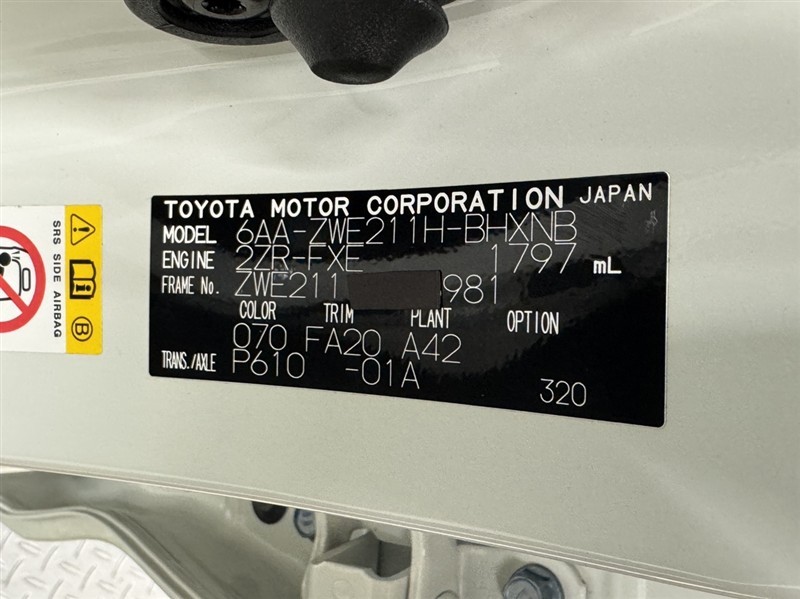 TOYOTA MOTOR CORPORATION JAPAN
MODEL 6AA-ZWE211H-BHXNB
ENGINE 2ZR-FXE 1797 mL
FRAME No. ZWE211 981
COLOR TRIM PLANT OPTION
070 FA20 A42
TRANS./AXLE P610 -01A
320
SRS SIDE AIRBAG
B